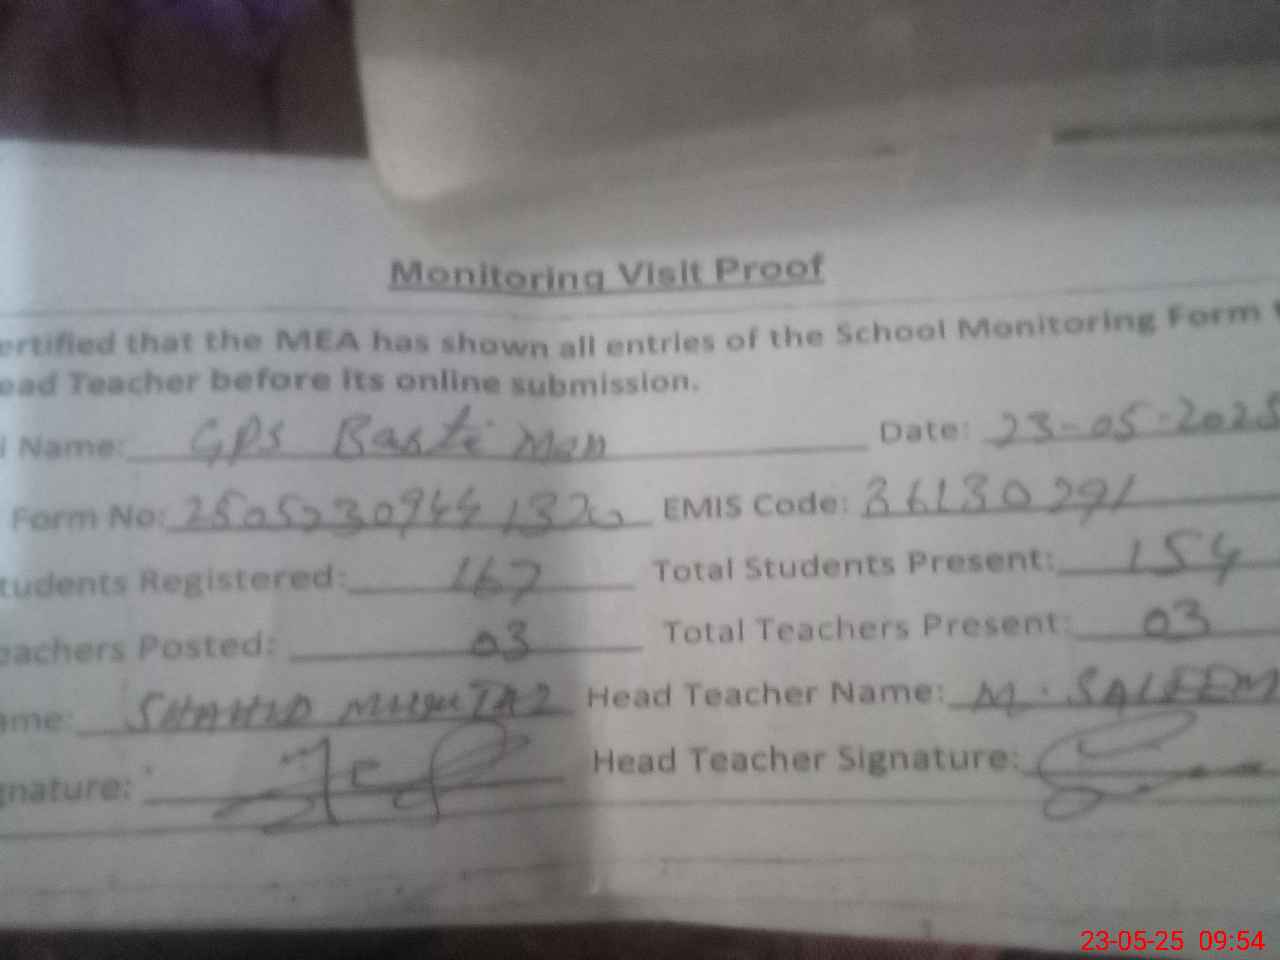 Monitoring Visit Proof
ertified that the MEA has shown all entries of the School Monitoring Form
ead Teacher before its online submission.
Name: GPS Basti Man Date: 23-05-2025
Form No: EMIS Code: 36130291
tudents Registered: 167 Total Students Present: 154
eachers Posted: 03 Total Teachers Present: 03
ame: SHAHID MUMTAZ Head Teacher Name: M. SALEEM
gnature: Head Teacher Signature:
23-05-25 09:54